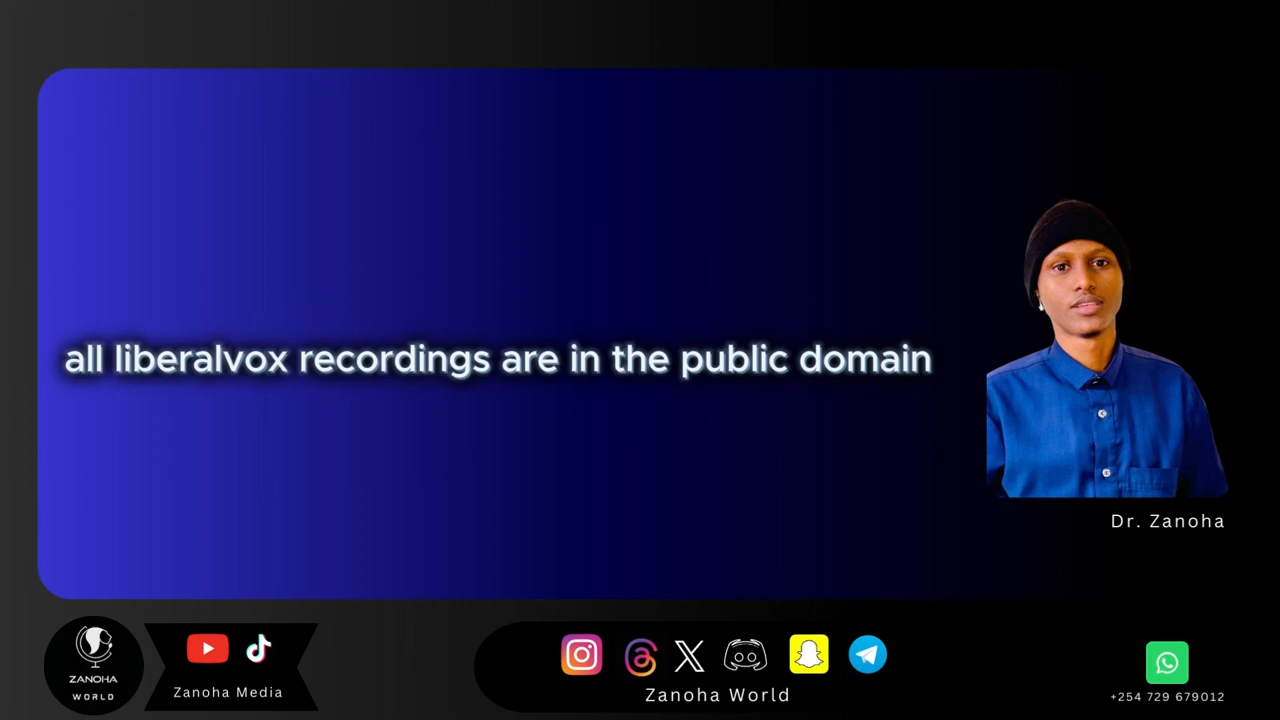 all liberalvox recordings are in the public domain
Dr. Zanoha
ZANOHA
WORLD
Zanoha Media
Zanoha World
+254 729 679012